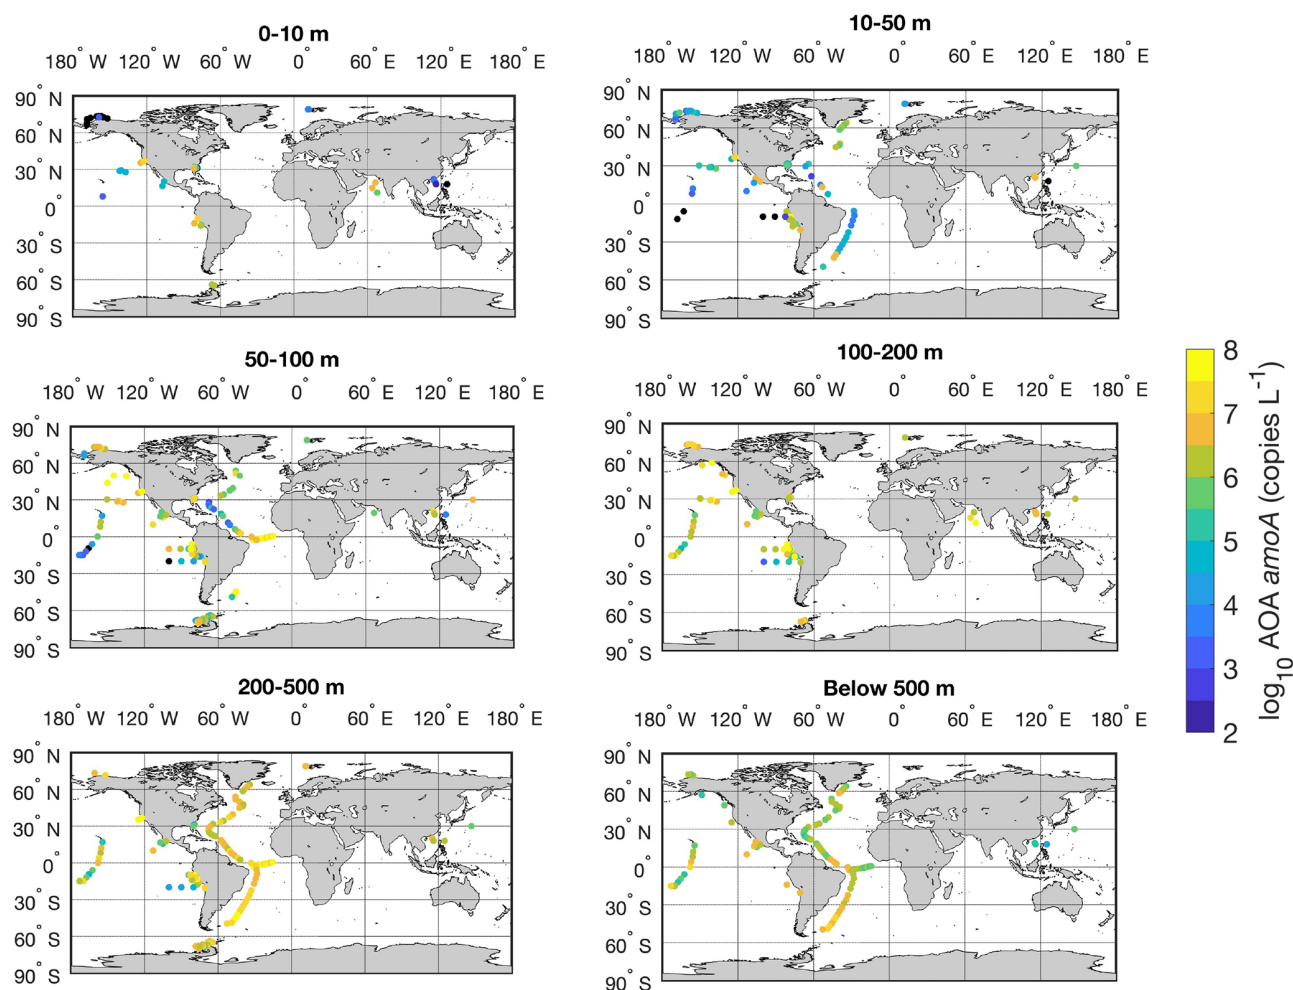 0-10 m
180° W 120° W 60° W 0° 60° E 120° E 180° E
90° N
60° N
30° N
0°
30° S
60° S
90° S
10-50 m
180° W 120° W 60° W 0° 60° E 120° E 180° E
90° N
60° N
30° N
0°
30° S
60° S
90° S
50-100 m
180° W 120° W 60° W 0° 60° E 120° E 180° E
90° N
60° N
30° N
0°
30° S
60° S
90° S
100-200 m
180° W 120° W 60° W 0° 60° E 120° E 180° E
90° N
60° N
30° N
0°
30° S
60° S
90° S
200-500 m
180° W 120° W 60° W 0° 60° E 120° E 180° E
90° N
60° N
30° N
0°
30° S
60° S
90° S
Below 500 m
180° W 120° W 60° W 0° 60° E 120° E 180° E
90° N
60° N
30° N
0°
30° S
60° S
90° S
8
7
6
5
4
3
2
log₁₀ AOA amoA (copies L⁻¹)